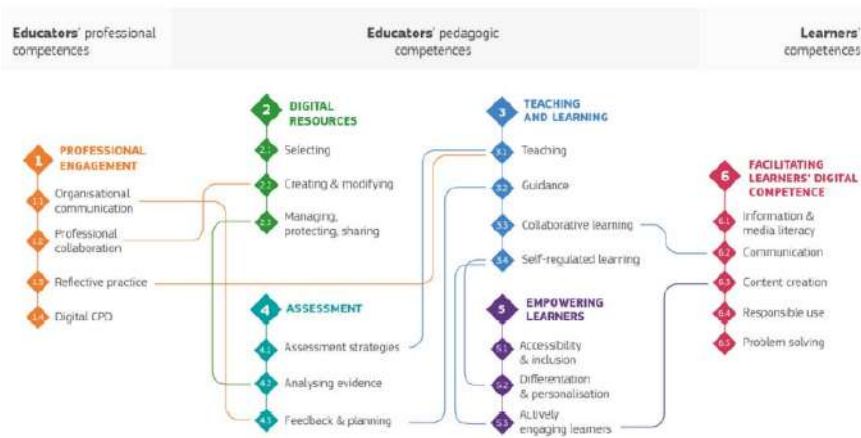 Educators' professional
competences
Educators' pedagogic
competences
Learners'
competences
1
PROFESSIONAL
ENGAGEMENT
1.1
Organisational
communication
1.2
Professional
collaboration
1.3
Reflective practice
1.4
Digital CPD
2
DIGITAL
RESOURCES
2.1
Selecting
2.2
Creating & modifying
2.3
Managing,
protecting, sharing
3
TEACHING
AND LEARNING
3.1
Teaching
3.2
Guidance
3.3
Collaborative learning
3.4
Self-regulated learning
4
ASSESSMENT
4.1
Assessment strategies
4.2
Analysing evidence
4.3
Feedback & planning
5
EMPOWERING
LEARNERS
5.1
Accessibility
& inclusion
5.2
Differentation
& personalisation
5.3
Actively
engaging learners
6
FACILITATING
LEARNERS' DIGITAL
COMPETENCE
6.1
Information &
media literacy
6.2
Communication
6.3
Content creation
6.4
Responsible use
6.5
Problem solving